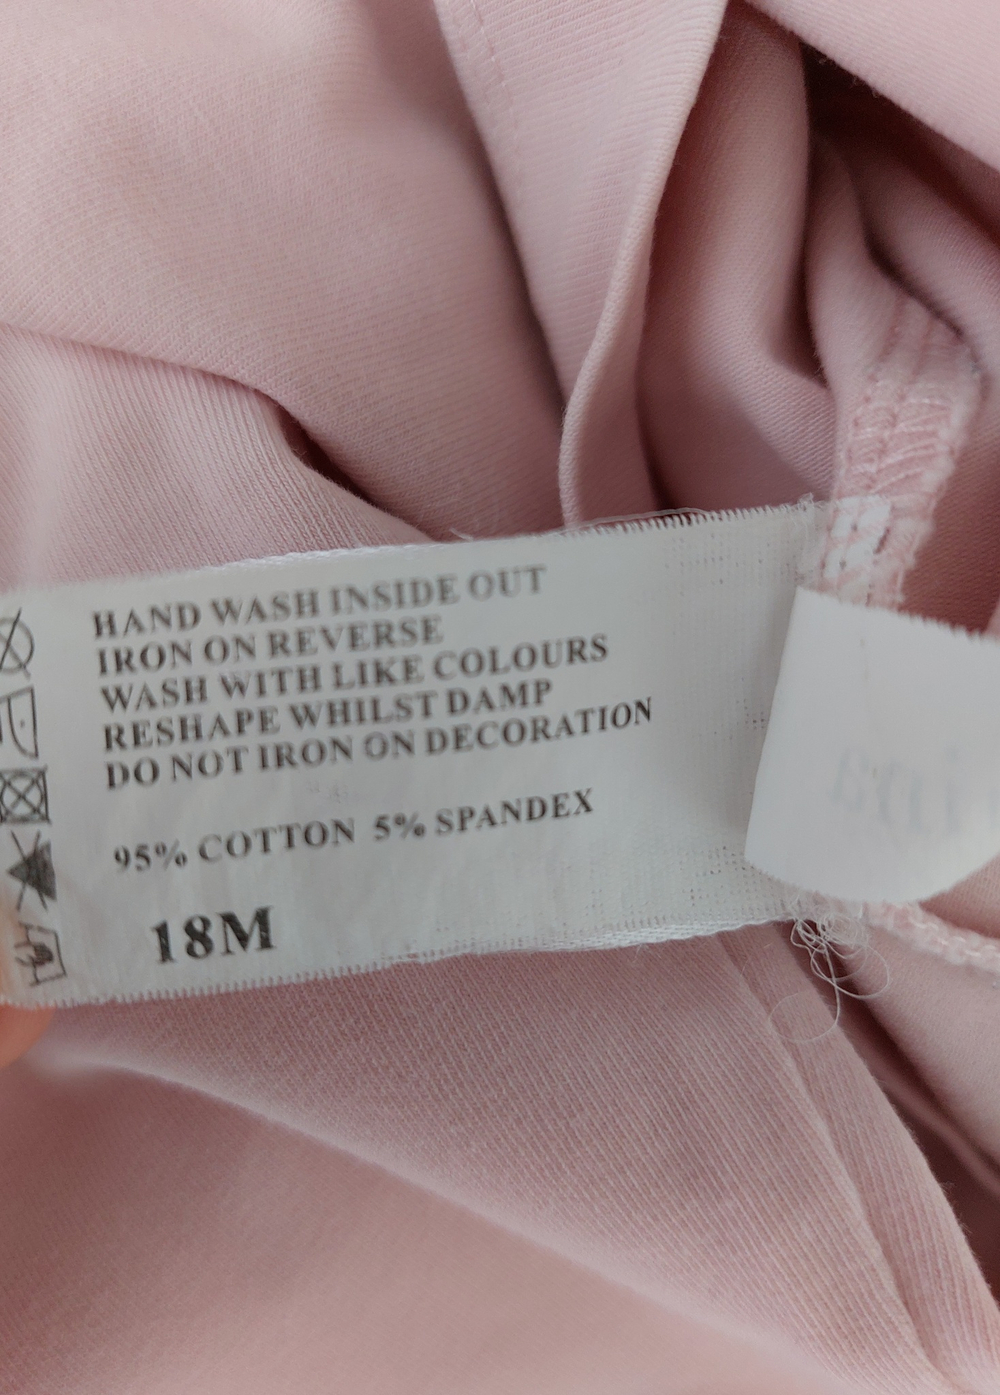 HAND WASH INSIDE OUT
IRON ON REVERSE
WASH WITH LIKE COLOURS
RESHAPE WHILST DAMP
DO NOT IRON ON DECORATION
95% COTTON 5% SPANDEX
18M